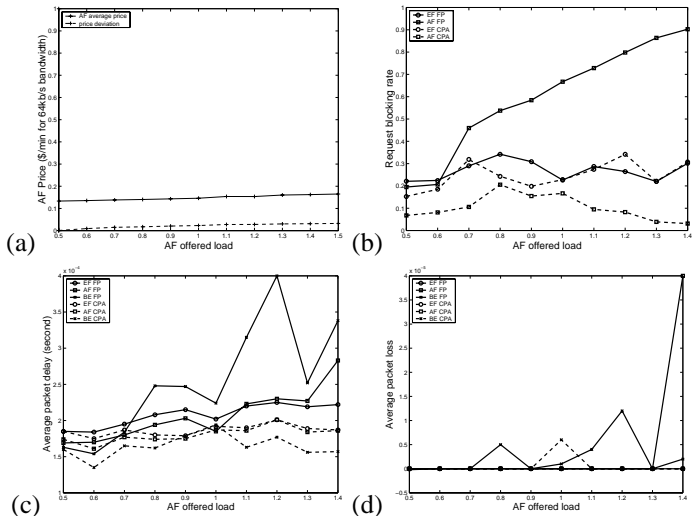 1
0.9
0.8
0.7
0.6
0.5
0.4
0.3
0.2
0.1
0
AF Price ($/min for 64kb/s bandwidth)
AF average price
price deviation
0.5 0.6 0.7 0.8 0.9 1.0 1.1 1.2 1.3 1.4 1.5
AF offered load
(a)
1
0.9
0.8
0.7
0.6
0.5
0.4
0.3
0.2
0.1
0
Request blocking rate
EF FP
AF FP
EF CPA
AF CPA
0.5 0.6 0.7 0.8 0.9 1.0 1.1 1.2 1.3 1.4
AF offered load
(b)
4
3.5
3
2.5
2
1.5
1
Average packet delay (second)
EF FP
AF FP
BE FP
EF CPA
AF CPA
BE CPA
0.5 0.6 0.7 0.8 0.9 1.0 1.1 1.2 1.3 1.4
AF offered load
(c)
4
3.5
3
2.5
2
1.5
1
0.5
0
−0.5
Average packet loss
EF FP
AF FP
BE FP
EF CPA
AF CPA
BE CPA
0.5 0.6 0.7 0.8 0.9 1.0 1.1 1.2 1.3 1.4
AF offered load
(d)